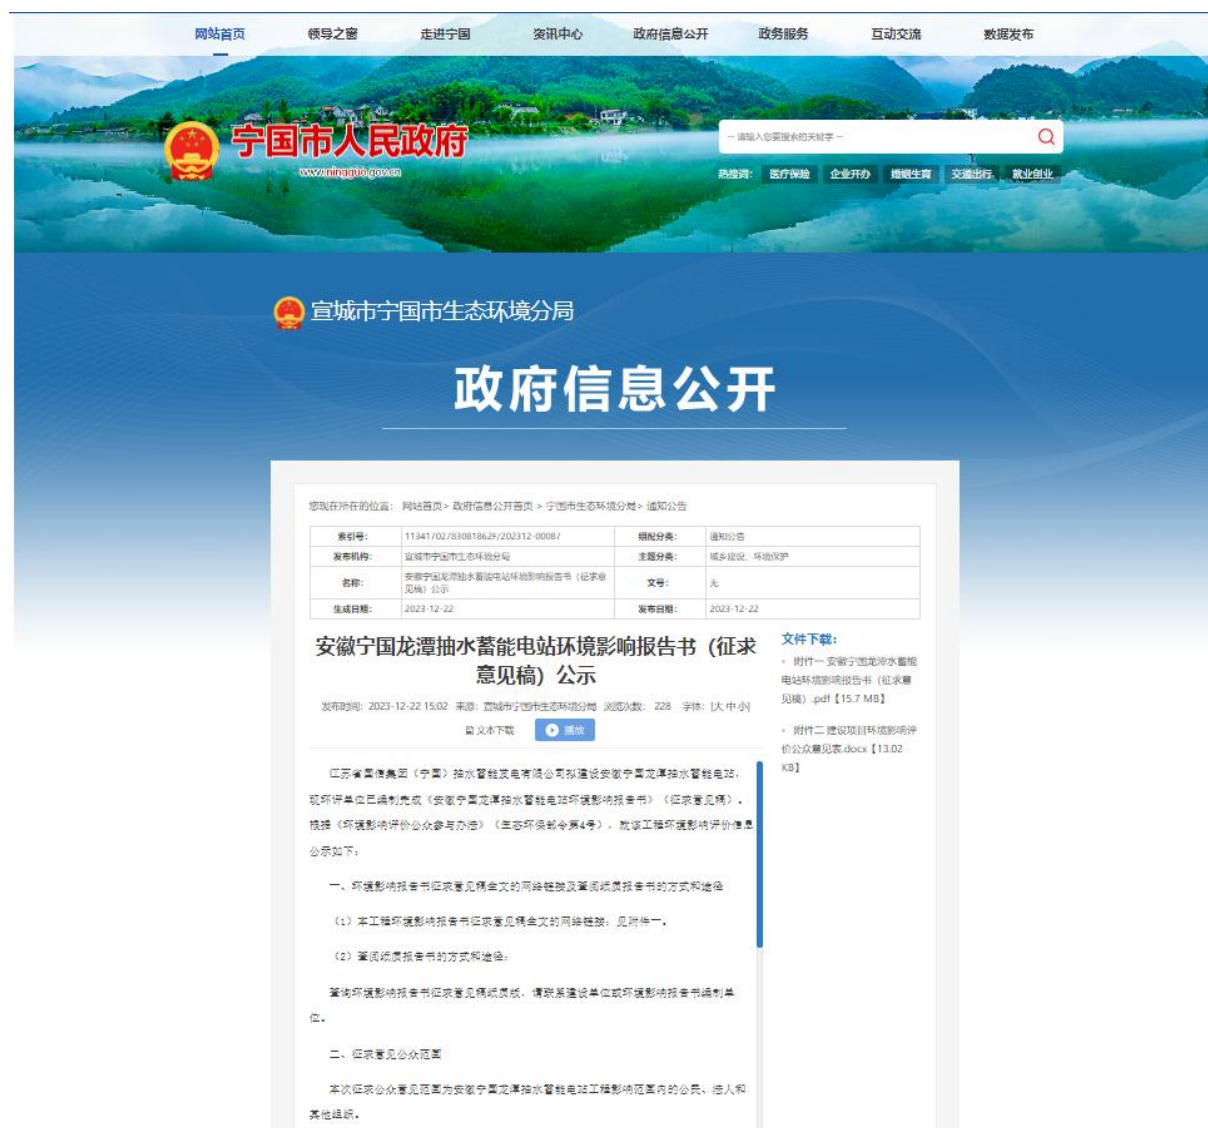 网站首页 领导之窗 走进宁国 资讯中心 政府信息公开 政务服务 互动交流 数据发布
宁国市人民政府
www.ningguo.gov.cn
-- 请输入您要搜索的关键字 --
热搜词： 医疗保险 企业开办 婚姻生育 交通出行 就业创业
宣城市宁国市生态环境分局
政府信息公开
您现在所在的位置： 网站首页> 政府信息公开首页 > 宁国市生态环境分局> 通知公告
索引号： 11341702783081862F/202312-00087 组配分类： 通知公告
发布机构： 宣城市宁国市生态环境分局 主题分类： 城乡建设、环境保护
名称： 安徽宁国龙潭抽水蓄能电站环境影响报告书（征求意
见稿）公示 文号： 无
生成日期： 2023-12-22 发布日期： 2023-12-22
安徽宁国龙潭抽水蓄能电站环境影响报告书（征求
意见稿）公示
发布时间：2023-12-22 15:02 来源：宣城市宁国市生态环境分局 浏览次数： 228 字体：[大 中 小]
文本下载 播放
江苏省国信集团（宁国）抽水蓄能发电有限公司拟建设安徽宁国龙潭抽水蓄能电站，
现环评单位已编制完成《安徽宁国龙潭抽水蓄能电站环境影响报告书》（征求意见稿）。
根据《环境影响评价公众参与办法》（生态环保部令第4号），就该工程环境影响评价信息
公示如下：
一、环境影响报告书征求意见稿全文的网络链接及查阅纸质报告书的方式和途径
（1）本工程环境影响报告书征求意见稿全文的网络链接：见附件一。
（2）查阅纸质报告书的方式和途径：
查询环境影响报告书征求意见稿纸质版，请联系建设单位或环境影响报告书编制单
位。
二、征求意见公众范围
本次征求公众意见范围为安徽宁国龙潭抽水蓄能电站工程影响范围内的公民、法人和
其他组织。
文件下载：
附件一 安徽宁国龙潭水蓄能
电站环境影响报告书（征求意
见稿）.pdf【15.7 MB】
附件二 建设项目环境影响评
价公众意见表.docx【13.02
KB】